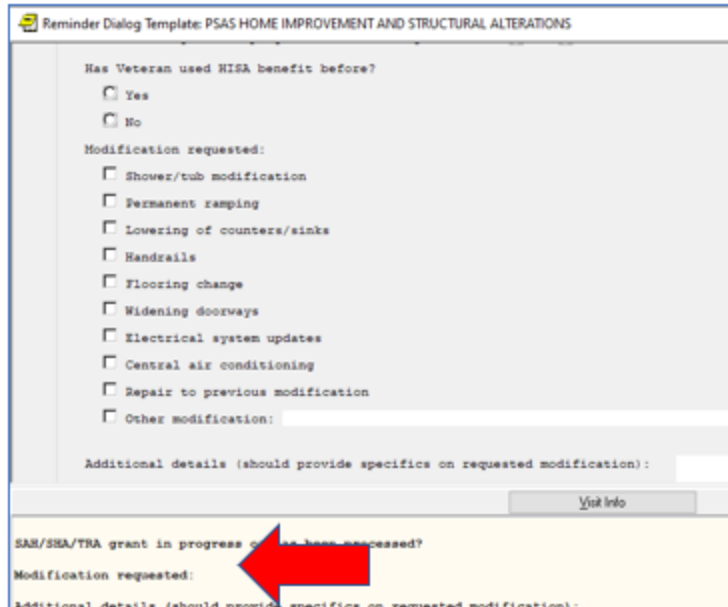 Reminder Dialog Template: PSAS HOME IMPROVEMENT AND STRUCTURAL ALTERATIONS
Has Veteran used HISA benefit before?
Yes
No
Modification requested:
Shower/tub modification
Permanent ramping
Lowering of counters/sinks
Handrails
Flooring change
Widening doorways
Electrical system updates
Central air conditioning
Repair to previous modification
Other modification:
Additional details (should provide specifics on requested modification):
Visit Info
SAH/SHA/TRA grant in progress processed?
Modification requested:
Additional details (should provide specifics on requested modification):